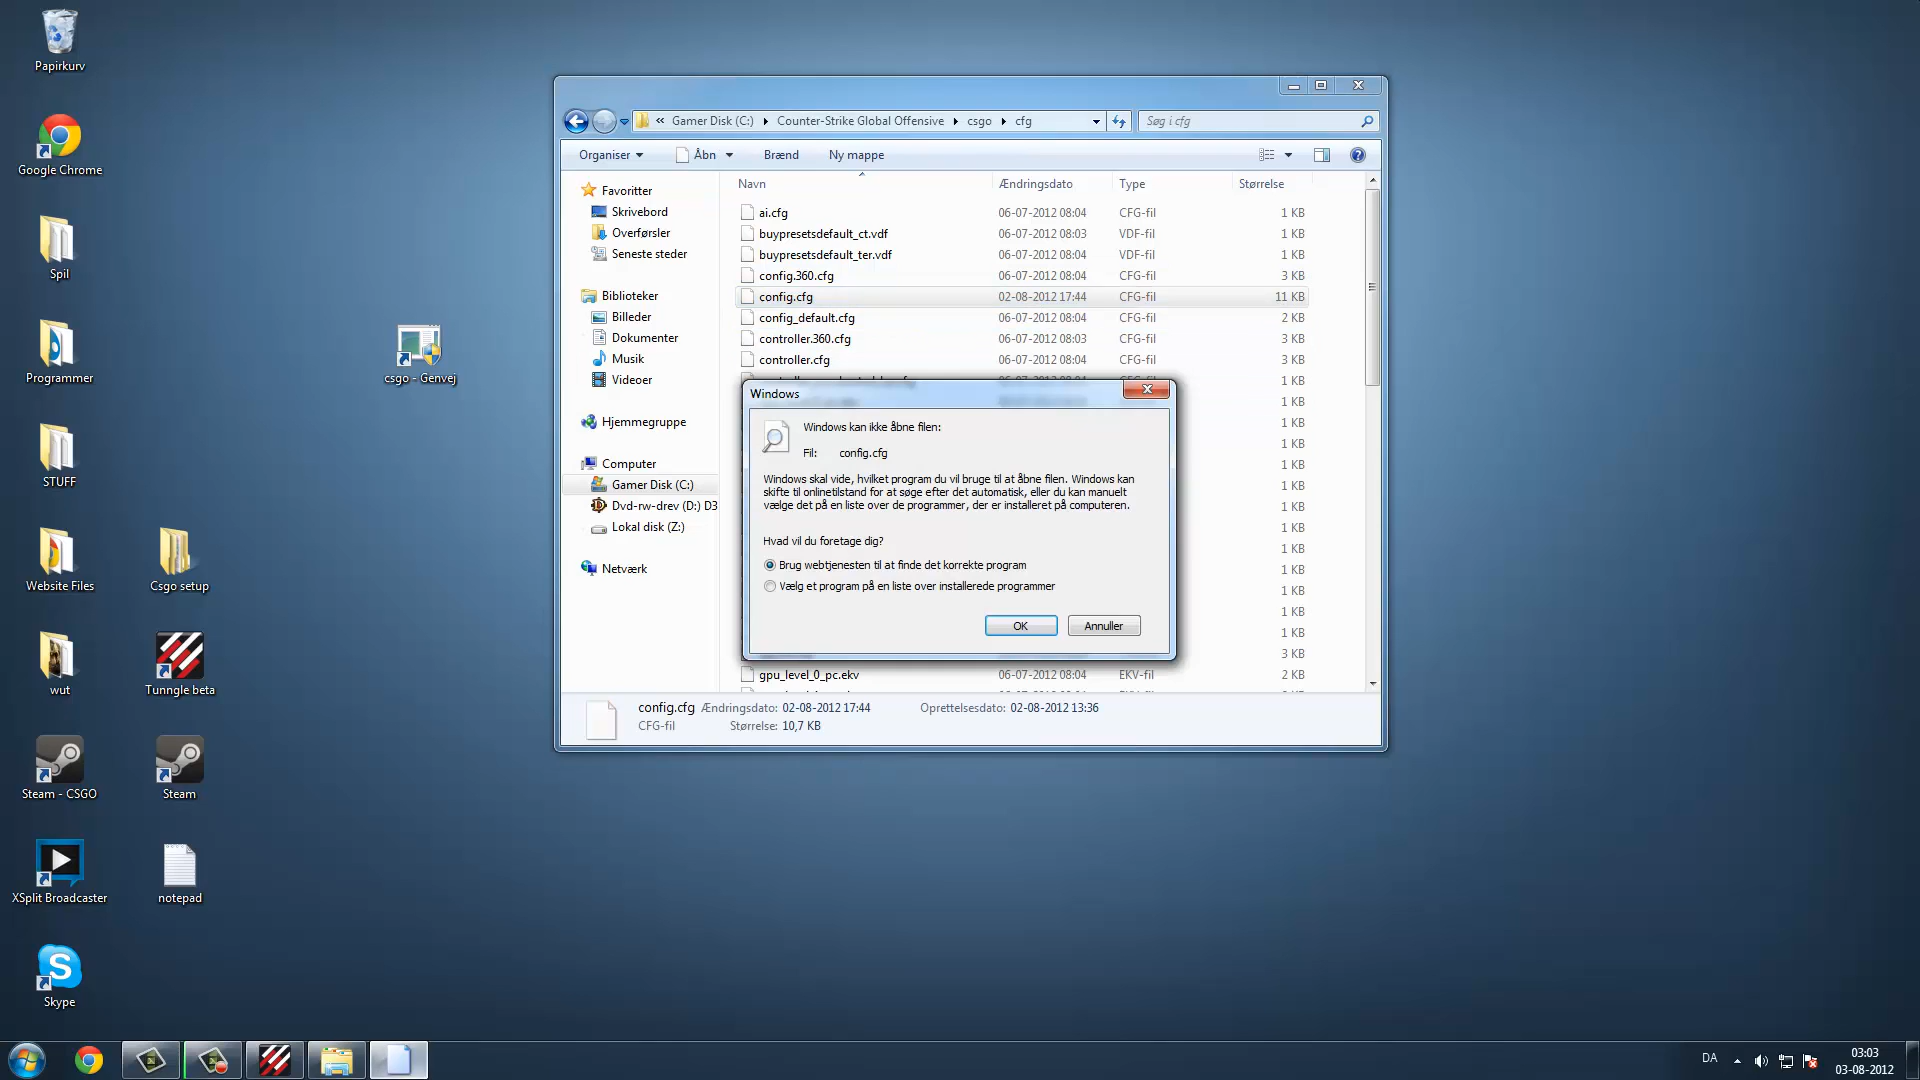 Papirkurv
Google Chrome
Spil
Programmer
STUFF
Website Files
wut
Steam - CSGO
XSplit Broadcaster
Skype
Csgo setup
Tunngle beta
Steam
notepad
csgo - Genvej
« Gamer Disk (C:) Counter-Strike Global Offensive csgo cfg
Søg i cfg
Organiser Åbn Brænd Ny mappe
Favoritter
Skrivebord
Overførsler
Seneste steder
Biblioteker
Billeder
Dokumenter
Musik
Videoer
Hjemmegruppe
Computer
Gamer Disk (C:)
Dvd-rw-drev (D:) D3
Lokal disk (Z:)
Netværk
Navn Ændringsdato Type Størrelse
ai.cfg 06-07-2012 08:04 CFG-fil 1 KB
buypresetsdefault_ct.vdf 06-07-2012 08:03 VDF-fil 1 KB
buypresetsdefault_ter.vdf 06-07-2012 08:04 VDF-fil 1 KB
config.360.cfg 06-07-2012 08:04 CFG-fil 3 KB
config.cfg 02-08-2012 17:44 CFG-fil 11 KB
config_default.cfg 06-07-2012 08:04 CFG-fil 2 KB
controller.360.cfg 06-07-2012 08:03 CFG-fil 3 KB
controller.cfg 06-07-2012 08:04 CFG-fil 3 KB
1 KB
1 KB
1 KB
1 KB
1 KB
1 KB
1 KB
1 KB
1 KB
1 KB
1 KB
1 KB
1 KB
3 KB
gpu_level_0_pc.ekv 06-07-2012 08:04 EKV-fil 1 KB
Windows
Windows kan ikke åbne filen:
Fil: config.cfg
Windows skal vide, hvilket program du vil bruge til at åbne filen. Windows kan
skifte til onlinetilstand for at søge efter det automatisk, eller du kan manuelt
vælge det på en liste over de programmer, der er installeret på computeren.
Hvad vil du foretage dig?
Brug webtjenesten til at finde det korrekte program
Vælg et program på en liste over installerede programmer
OK Annuller
config.cfg Ændringsdato: 02-08-2012 17:44 Oprettelsesdato: 02-08-2012 13:36
CFG-fil Størrelse: 10,7 KB
DA
03:03
03-08-2012